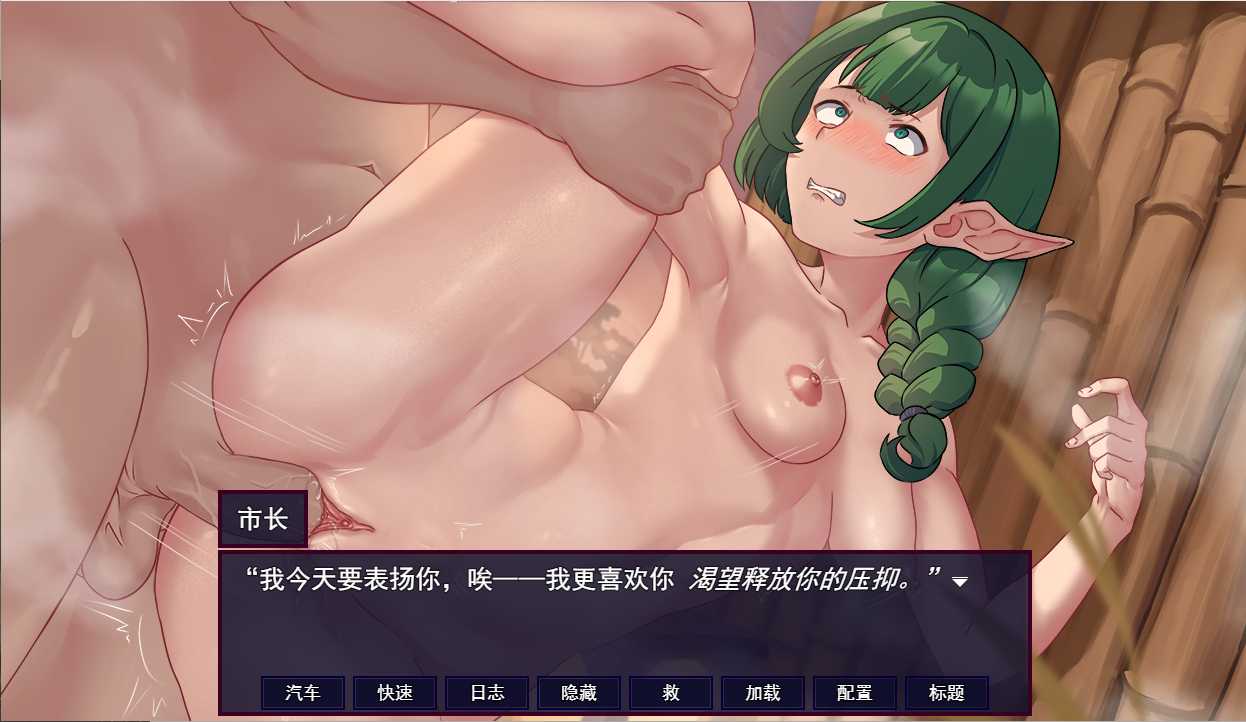 市长
“我今天要表扬你，唉——我更喜欢你 渴望释放你的压抑。”
汽车 快速 日志 隐藏 救 加载 配置 标题